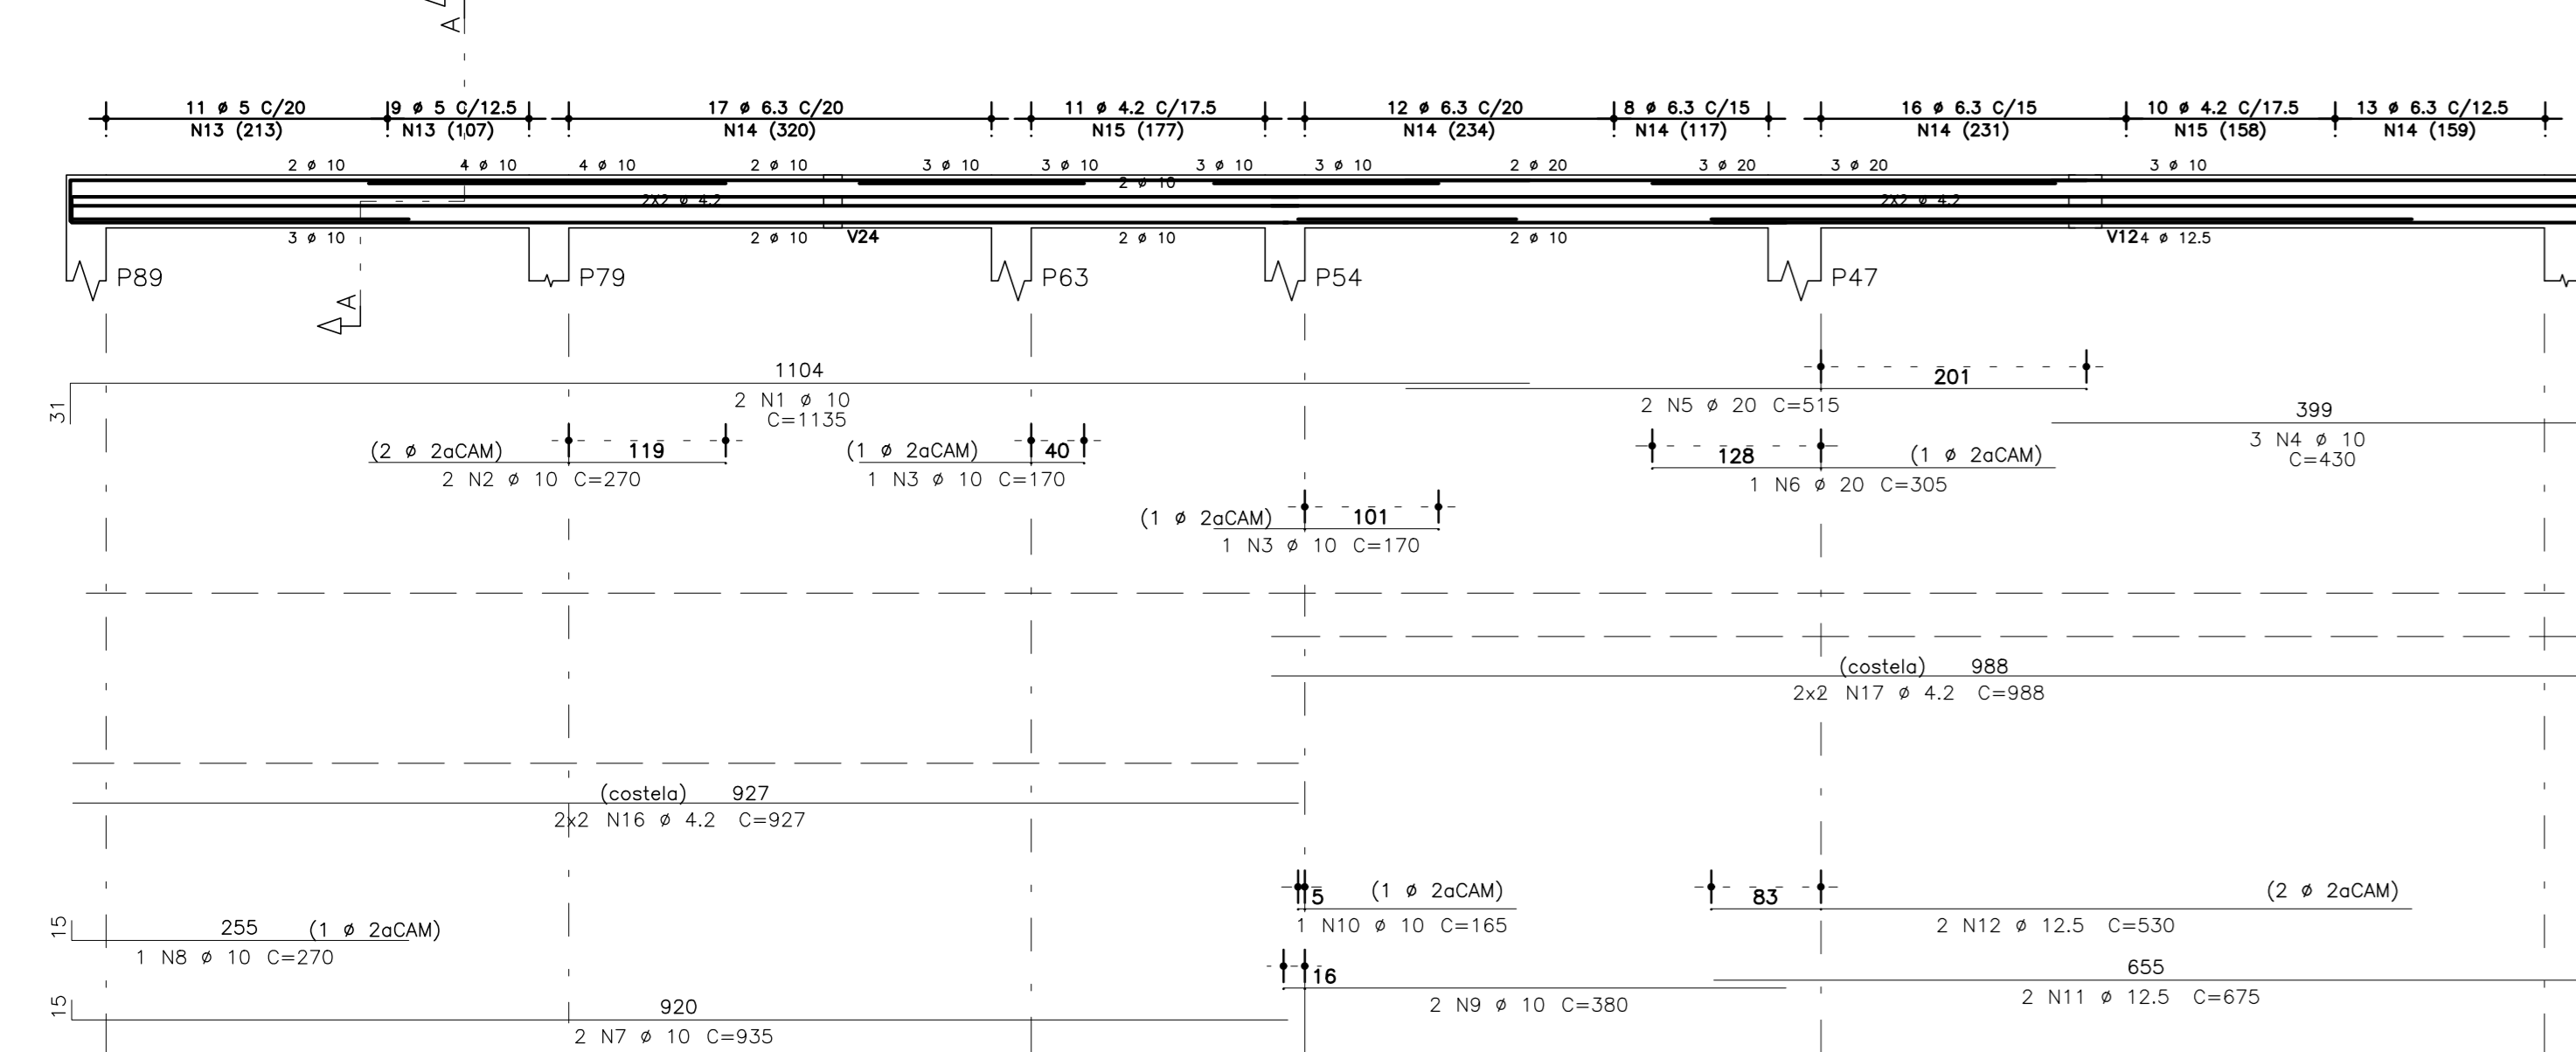 A
11 ø 5 C/20 9 ø 5 C/12.5 17 ø 6.3 C/20 11 ø 4.2 C/17.5 12 ø 6.3 C/20 8 ø 6.3 C/15 16 ø 6.3 C/15 10 ø 4.2 C/17.5 13 ø 6.3 C/12.5
N13 (213) N13 (107) N14 (320) N15 (177) N14 (234) N14 (117) N14 (231) N15 (158) N14 (159)
2 ø 10 4 ø 10 4 ø 10 2 ø 10 3 ø 10 3 ø 10 3 ø 10 3 ø 10 2 ø 20 3 ø 20 3 ø 20 3 ø 10
2 ø 10
2X2 ø 4.2 2X2 ø 4.2
3 ø 10 2 ø 10 V24 2 ø 10 2 ø 10 V12 4 ø 12.5
P89 P79 P63 P54 P47
A
1104 201
31 2 N1 ø 10 2 N5 ø 20 C=515 399
C=1135 3 N4 ø 10
(2 ø 2aCAM) 119 (1 ø 2aCAM) 40 128 (1 ø 2aCAM) C=430
2 N2 ø 10 C=270 1 N3 ø 10 C=170 1 N6 ø 20 C=305
(1 ø 2aCAM) 101
1 N3 ø 10 C=170
(costela) 988
2x2 N17 ø 4.2 C=988
(costela) 927
2x2 N16 ø 4.2 C=927
5 (1 ø 2aCAM) 83 (2 ø 2aCAM)
15 255 (1 ø 2aCAM) 1 N10 ø 10 C=165 2 N12 ø 12.5 C=530
1 N8 ø 10 C=270
16 655
15 920 2 N9 ø 10 C=380 2 N11 ø 12.5 C=675
2 N7 ø 10 C=935